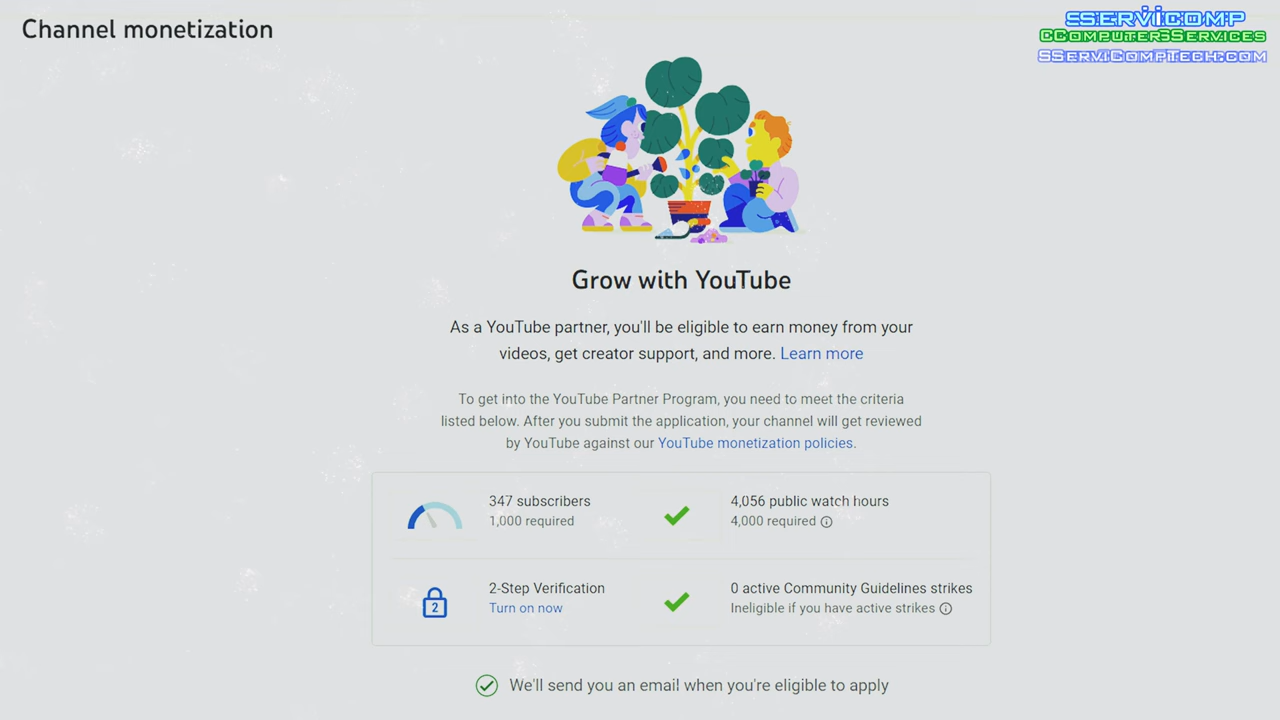 Channel monetization
SServicomp
CComputerSServices
SServiCompTech.com
Grow with YouTube
As a YouTube partner, you'll be eligible to earn money from your
videos, get creator support, and more. Learn more
To get into the YouTube Partner Program, you need to meet the criteria
listed below. After you submit the application, your channel will get reviewed
by YouTube against our YouTube monetization policies.
347 subscribers
1,000 required
4,056 public watch hours
4,000 required
2
2-Step Verification
Turn on now
0 active Community Guidelines strikes
Ineligible if you have active strikes
We'll send you an email when you're eligible to apply